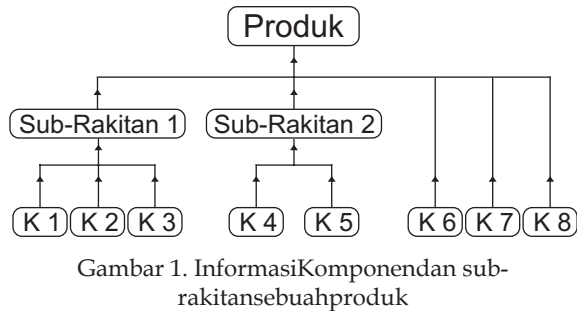 Produk
Sub-Rakitan 1 Sub-Rakitan 2
K 1 K 2 K 3 K 4 K 5 K 6 K 7 K 8
Gambar 1. InformasiKomponendan sub-
rakitansebuahproduk